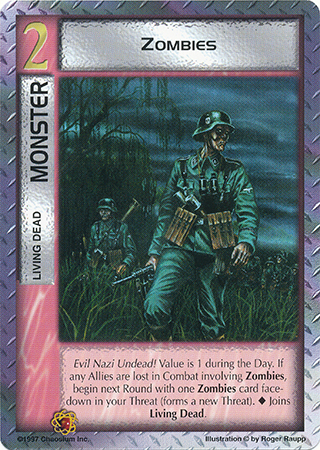 2
Zombies
MONSTER
LIVING DEAD
Evil Nazi Undead! Value is 1 during the Day. If
any Allies are lost in Combat involving Zombies,
begin next Round with one Zombies card face-
down in your Threat (forms a new Threat). ♦ Joins
Living Dead.
©1997 Chaosium Inc.
Illustration © by Roger Raupp